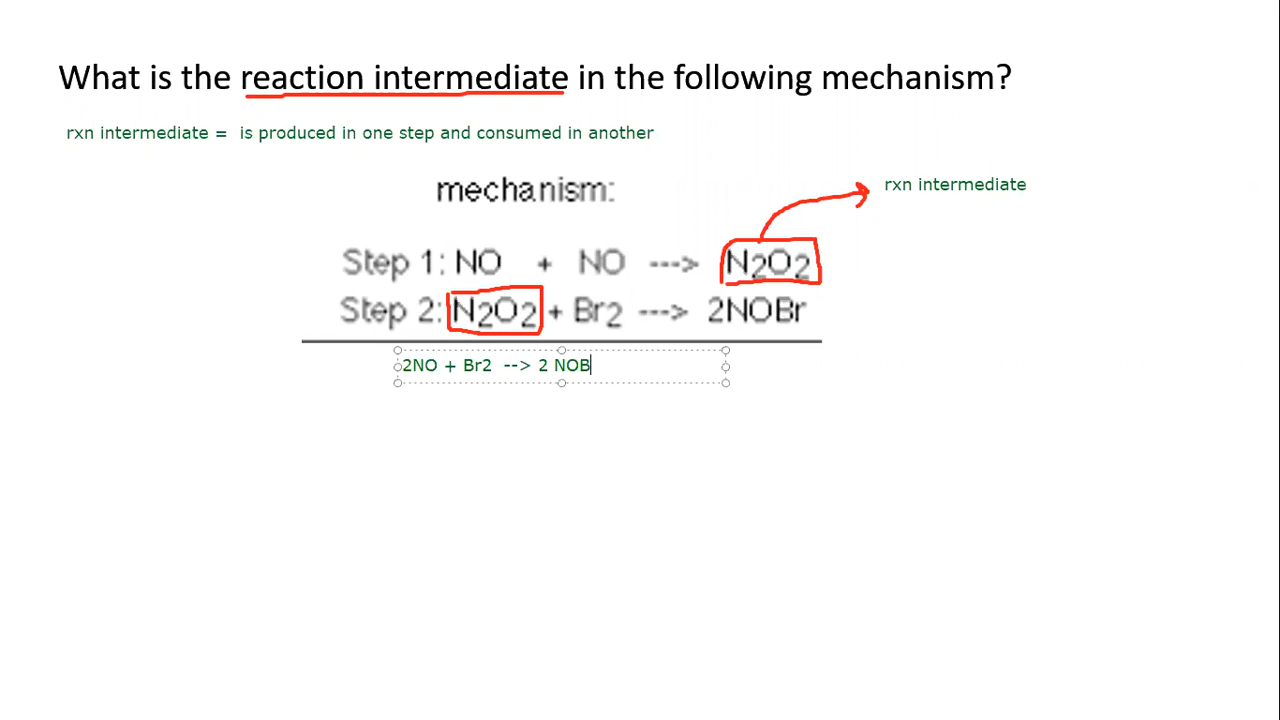 What is the reaction intermediate in the following mechanism?
rxn intermediate = is produced in one step and consumed in another
mechanism:
rxn intermediate
Step 1: NO + NO ---> N2O2
Step 2: N2O2 + Br2 ---> 2NOBr
2NO + Br2 --> 2 NOB